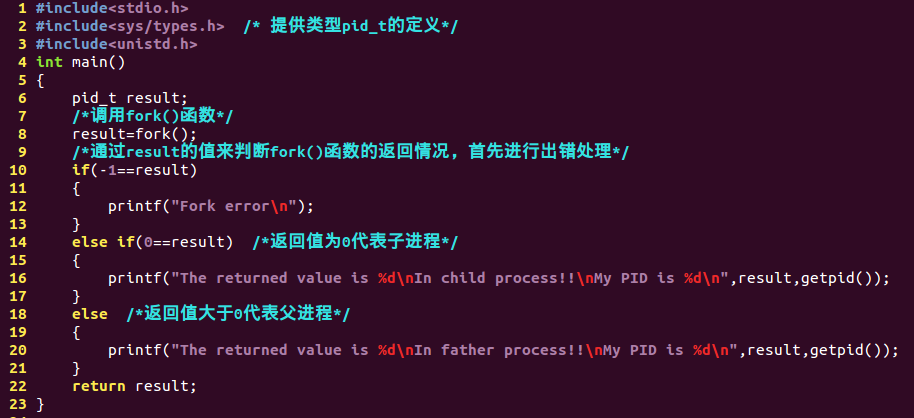 1 #include<stdio.h>
2 #include<sys/types.h>  /* 提供类型pid_t的定义*/
3 #include<unistd.h>
4 int main()
5 {
6     pid_t result;
7     /*调用fork()函数*/
8     result=fork();
9     /*通过result的值来判断fork()函数的返回情况，首先进行出错处理*/
10     if(-1==result)
11     {
12         printf("Fork error\n");
13     }
14     else if(0==result)  /*返回值为0代表子进程*/
15     {
16         printf("The returned value is %d\nIn child process!!\nMy PID is %d\n",result,getpid());
17     }
18     else  /*返回值大于0代表父进程*/
19     {
20         printf("The returned value is %d\nIn father process!!\nMy PID is %d\n",result,getpid());
21     }
22     return result;
23 }